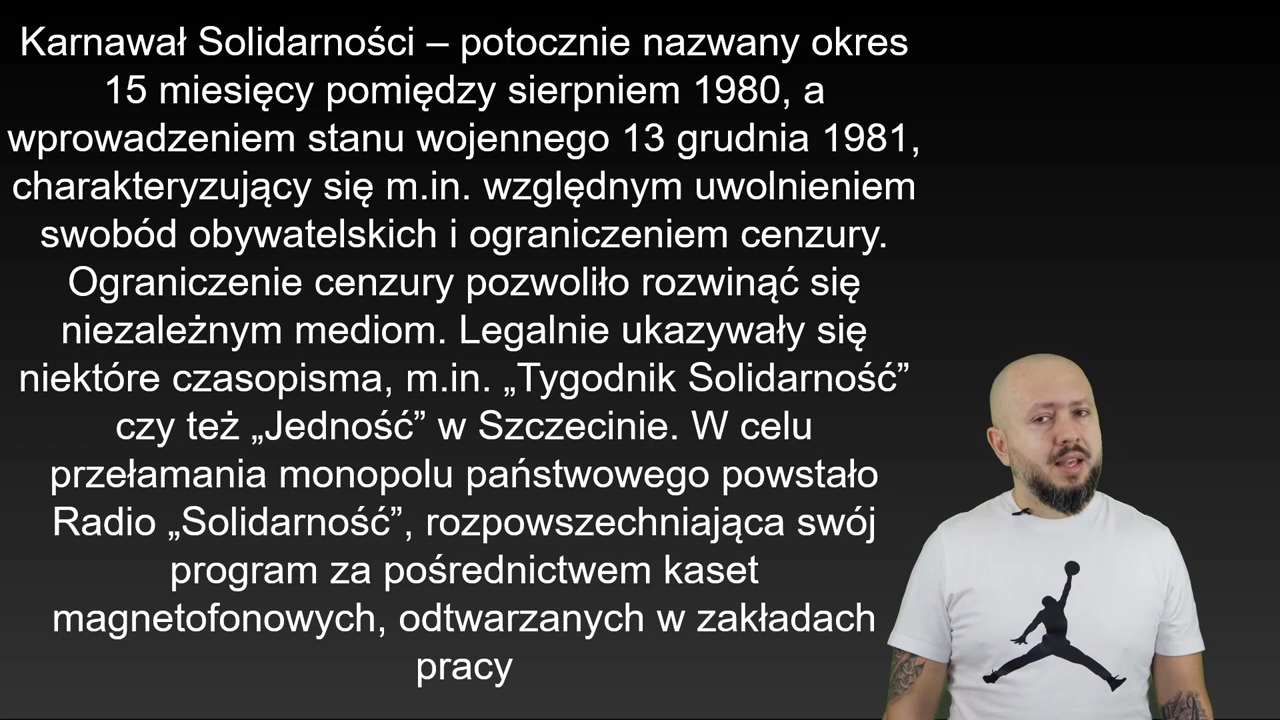 Karnawał Solidarności – potocznie nazwany okres
15 miesięcy pomiędzy sierpniem 1980, a
wprowadzeniem stanu wojennego 13 grudnia 1981,
charakteryzujący się m.in. względnym uwolnieniem
swobód obywatelskich i ograniczeniem cenzury.
Ograniczenie cenzury pozwoliło rozwinąć się
niezależnym mediom. Legalnie ukazywały się
niektóre czasopisma, m.in. „Tygodnik Solidarność”
czy też „Jedność” w Szczecinie. W celu
przełamania monopolu państwowego powstało
Radio „Solidarność”, rozpowszechniająca swój
program za pośrednictwem kaset
magnetofonowych, odtwarzanych w zakładach
pracy